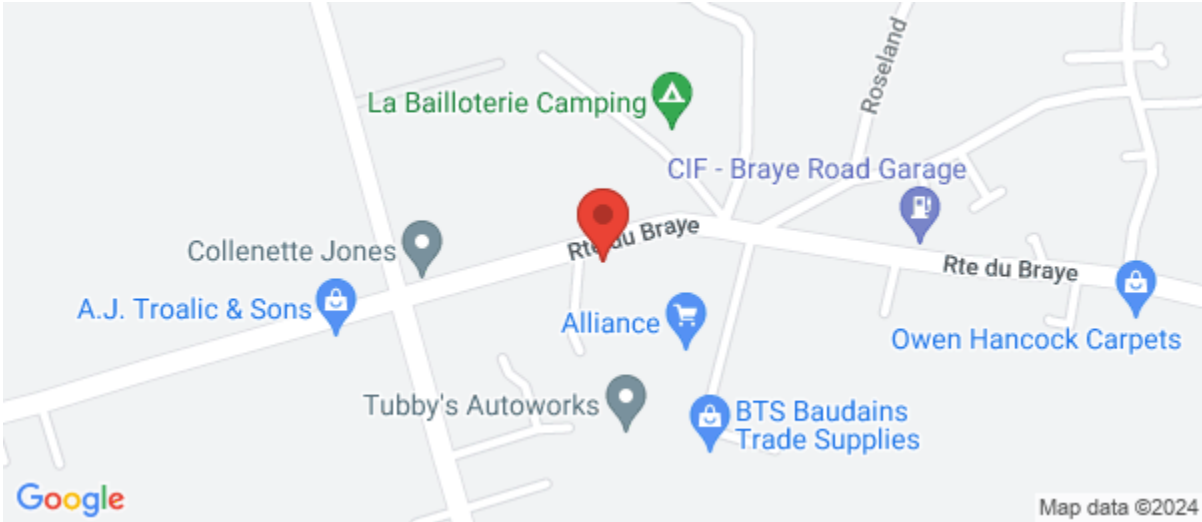 La Bailloterie Camping
Roseland
CIF - Braye Road Garage
Rte du Braye
Collenette Jones
Rte du Braye
A.J. Troalic & Sons
Alliance
Owen Hancock Carpets
Tubby's Autoworks
BTS Baudains
Trade Supplies
Google
Map data ©2024